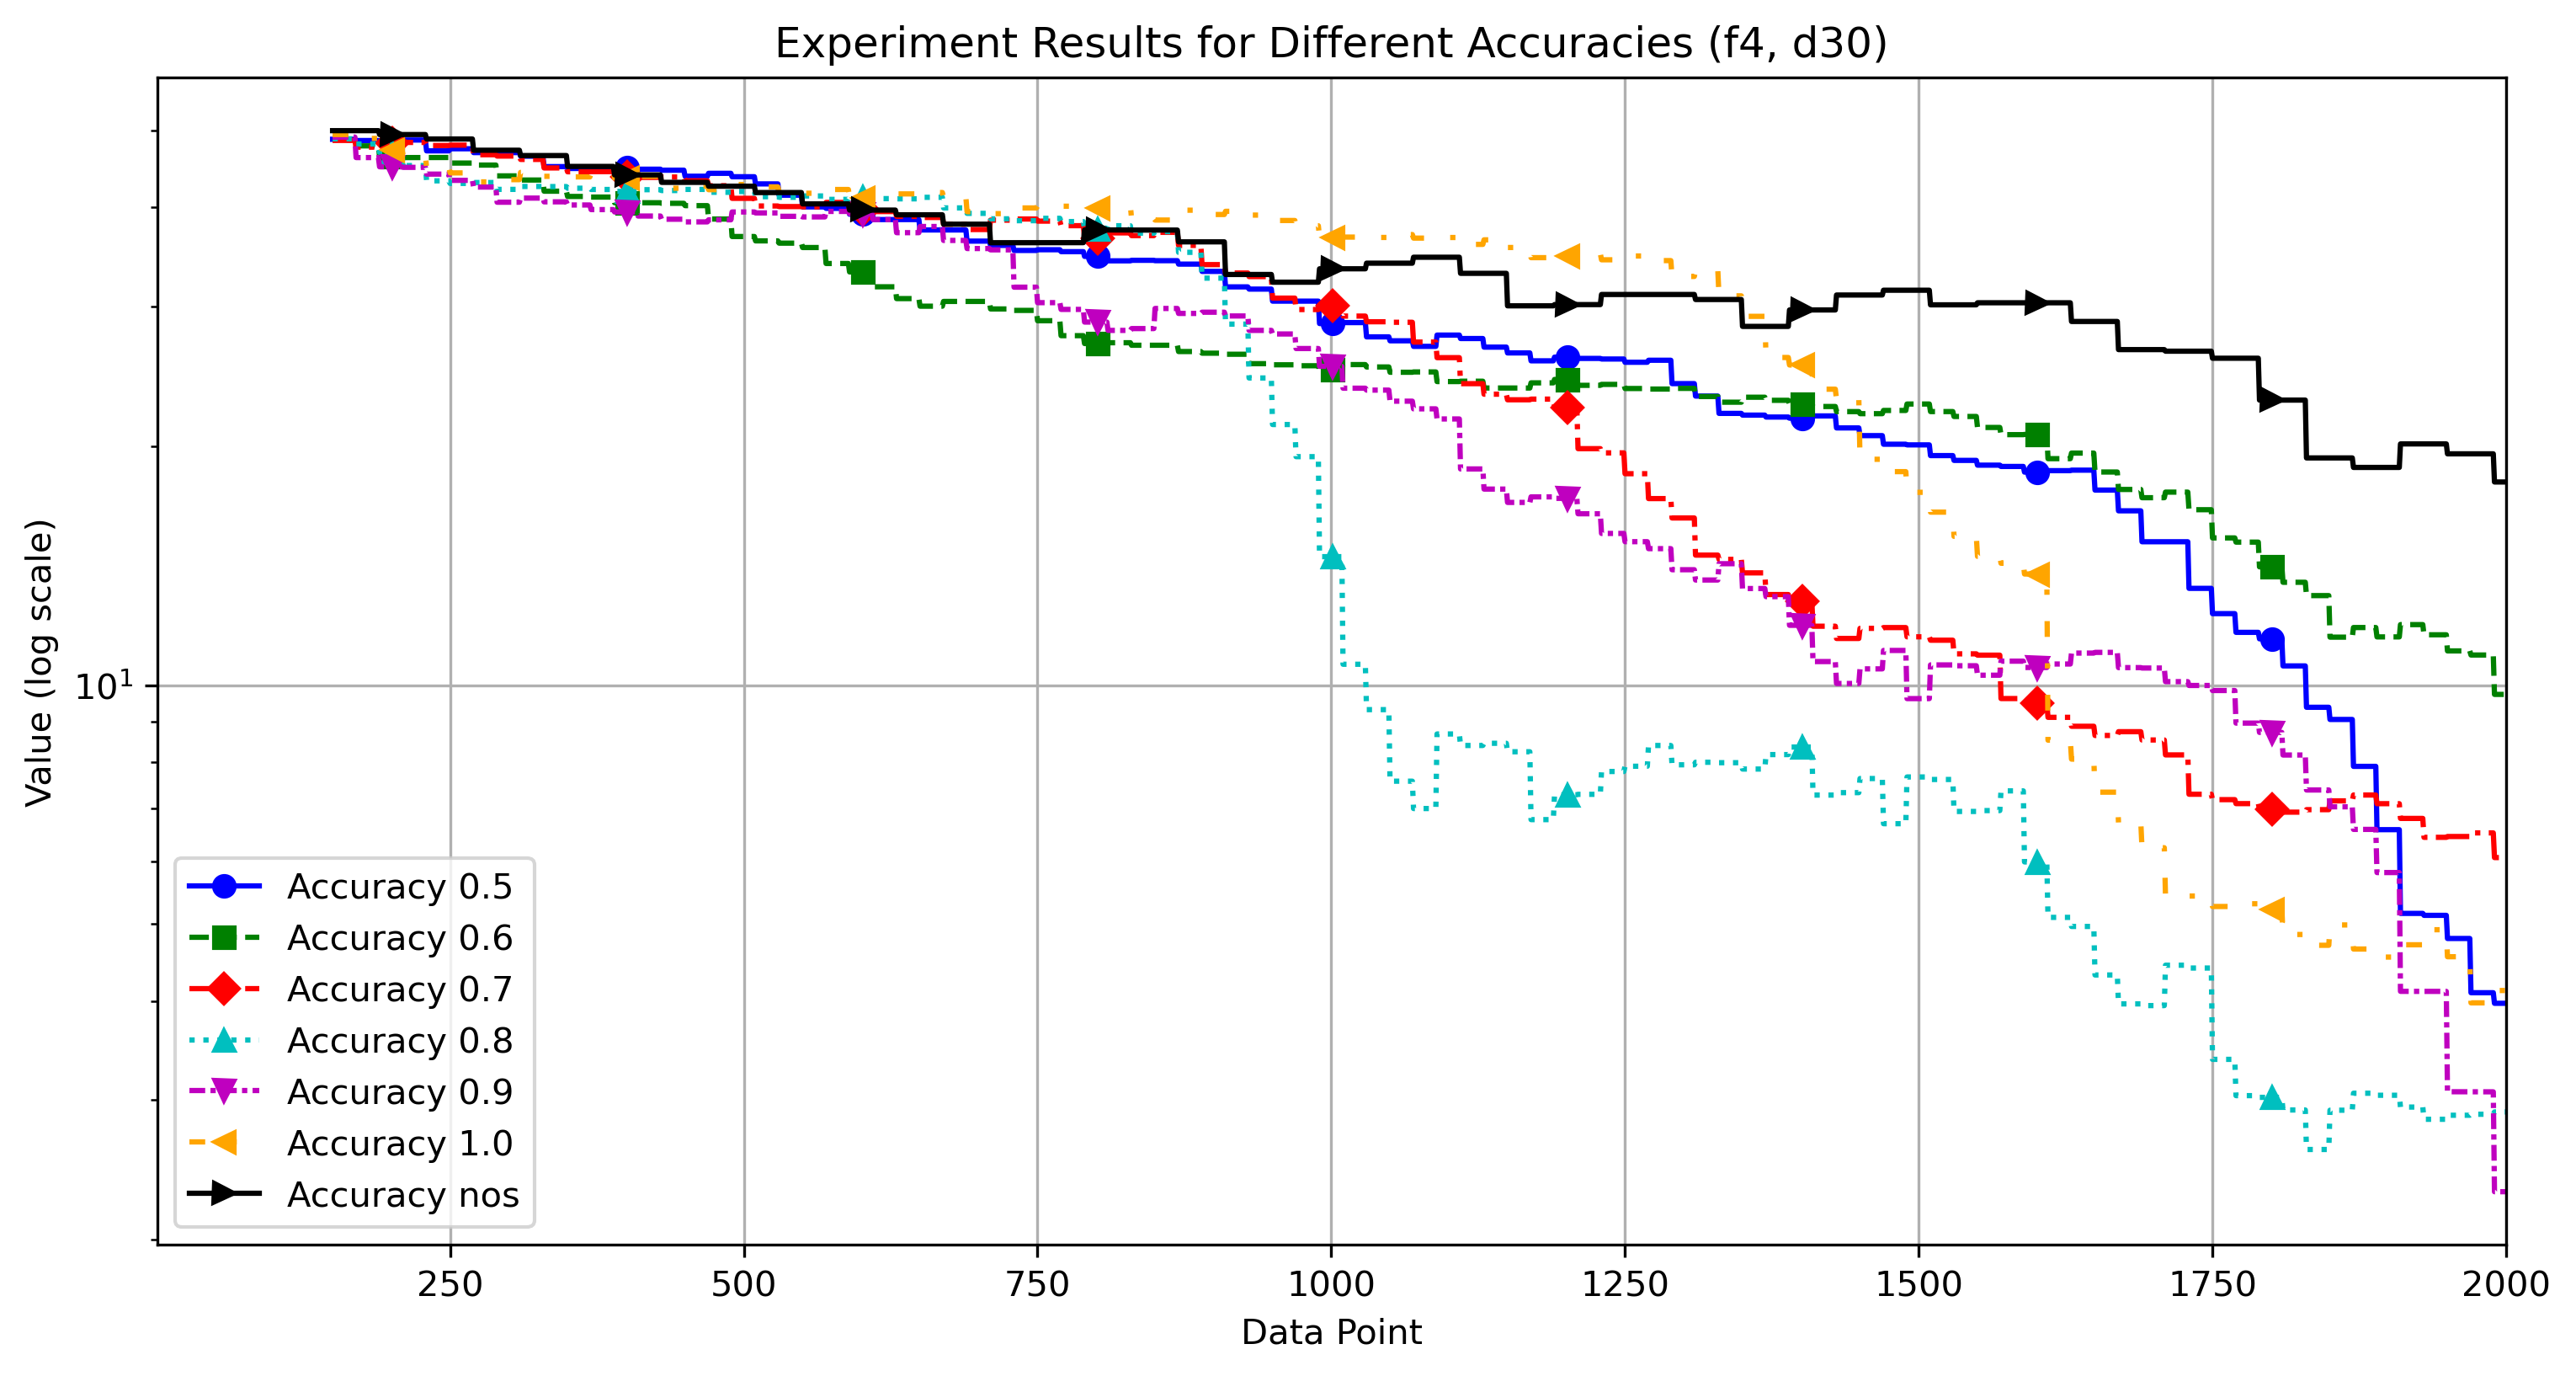 Experiment Results for Different Accuracies (f4, d30)
Value (log scale)
10¹
Accuracy 0.5
Accuracy 0.6
Accuracy 0.7
Accuracy 0.8
Accuracy 0.9
Accuracy 1.0
Accuracy nos
250 500 750 1000 1250 1500 1750 2000
Data Point